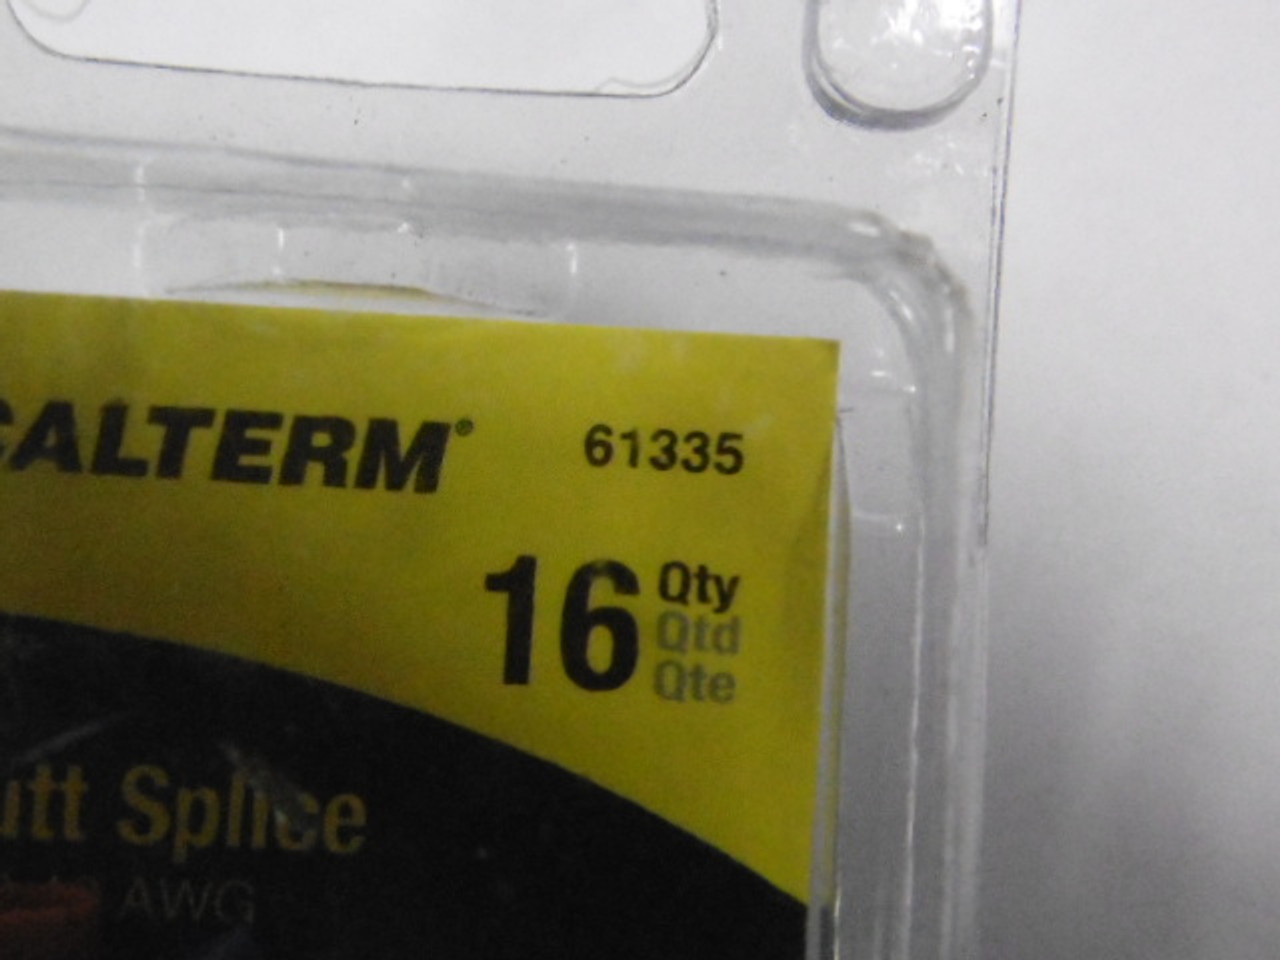 CALTERM®
61335
16 Qty
Qtd
Qte
utt Splice
AWG